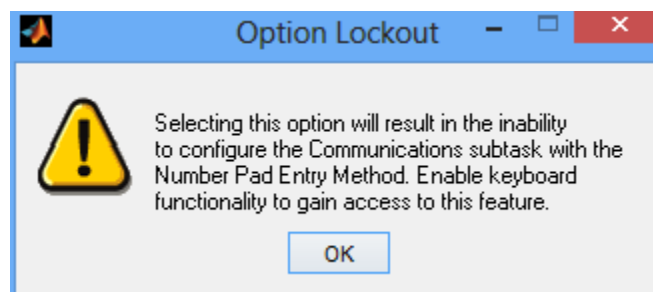 Option Lockout
Selecting this option will result in the inability
to configure the Communications subtask with the
Number Pad Entry Method. Enable keyboard
functionality to gain access to this feature.
OK